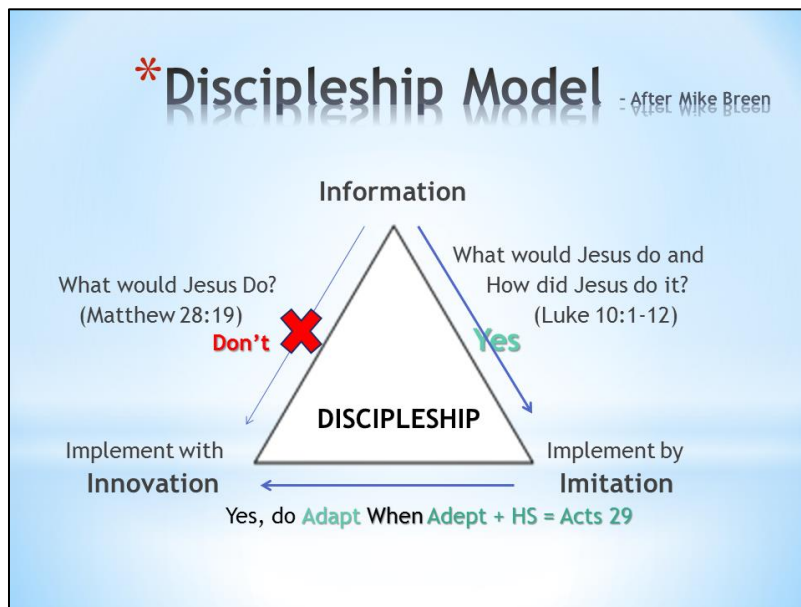 *Discipleship Model - After Mike Breen
Information
What would Jesus Do?
(Matthew 28:19)
Don't
What would Jesus do and
How did Jesus do it?
(Luke 10:1-12)
Yes
DISCIPLESHIP
Implement with
Innovation
Implement by
Imitation
Yes, do Adapt When Adept + HS = Acts 29